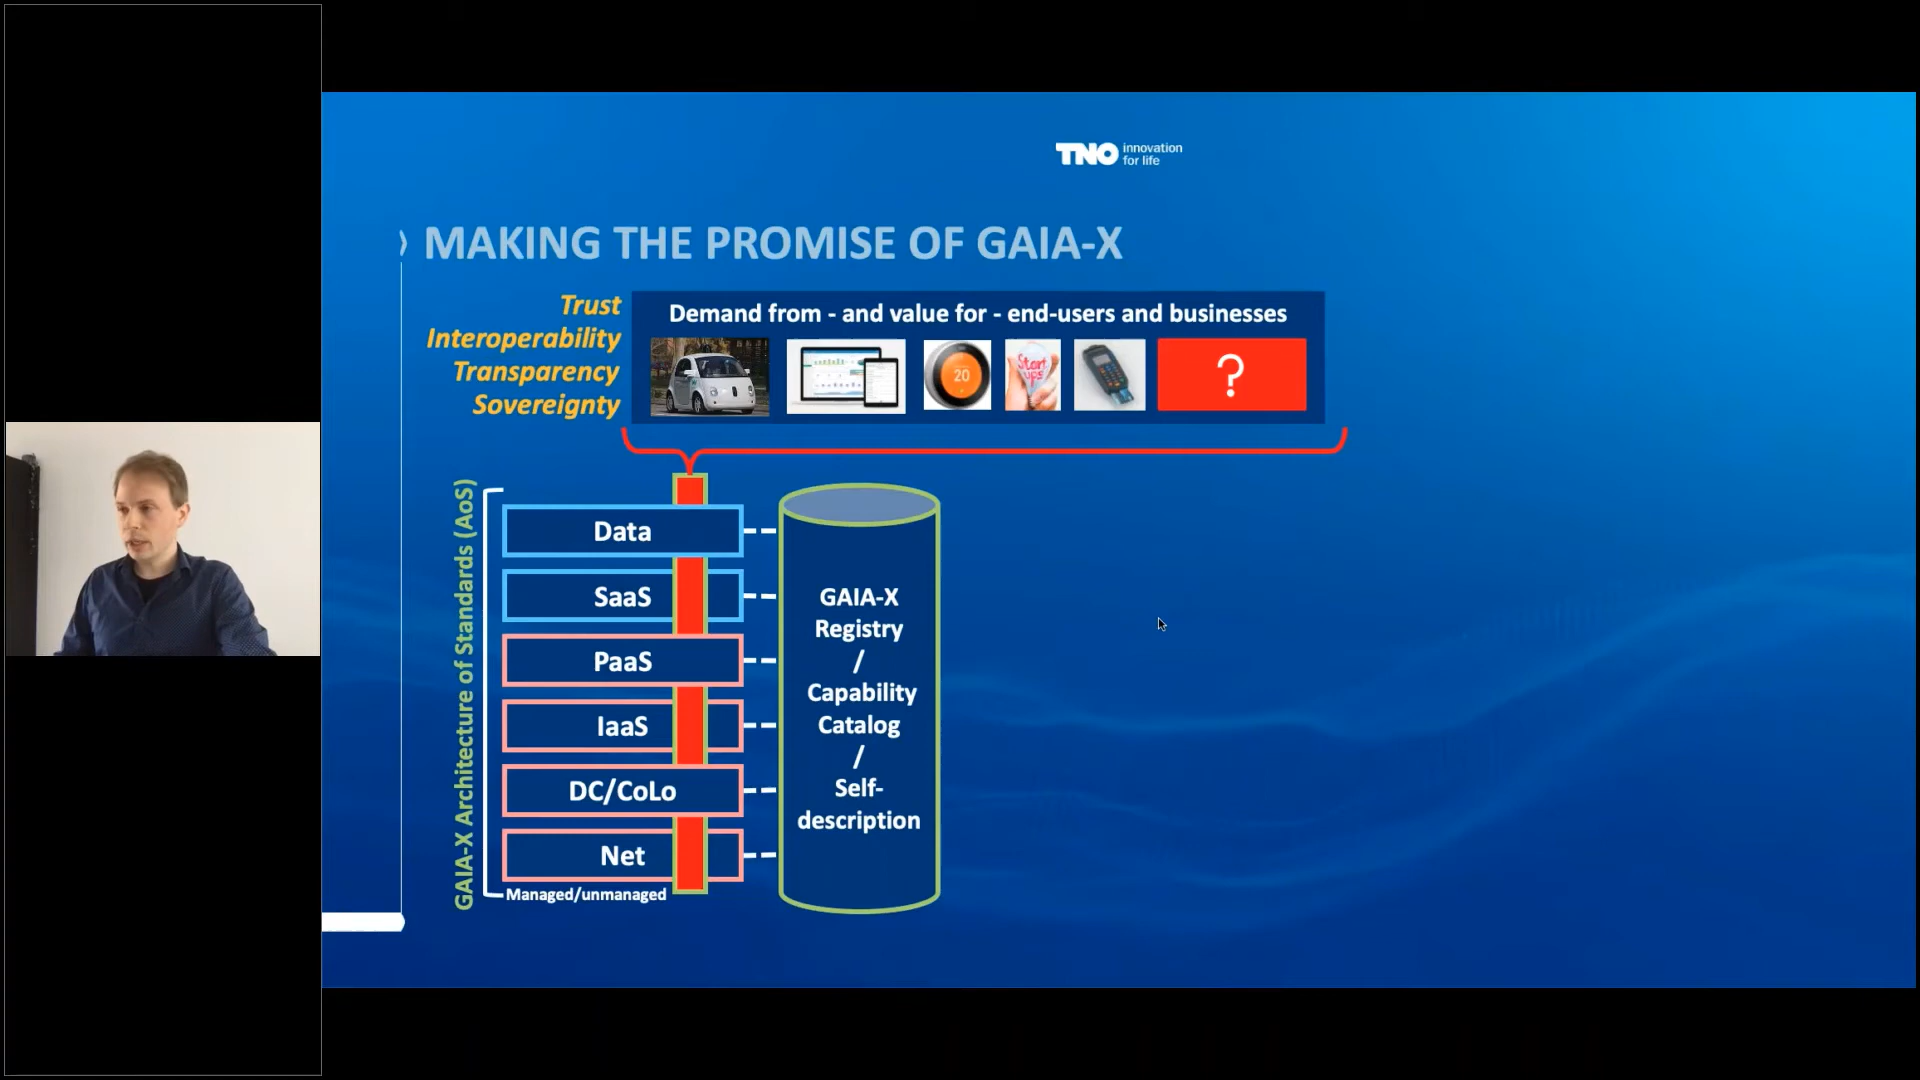 TNO innovation
for life
MAKING THE PROMISE OF GAIA-X
Trust
Interoperability
Transparency
Sovereignty
Demand from - and value for - end-users and businesses
20
Start
ups
?
GAIA-X Architecture of Standards (AoS)
Data
SaaS
PaaS
IaaS
DC/CoLo
Net
Managed/unmanaged
GAIA-X
Registry
/
Capability
Catalog
/
Self-
description